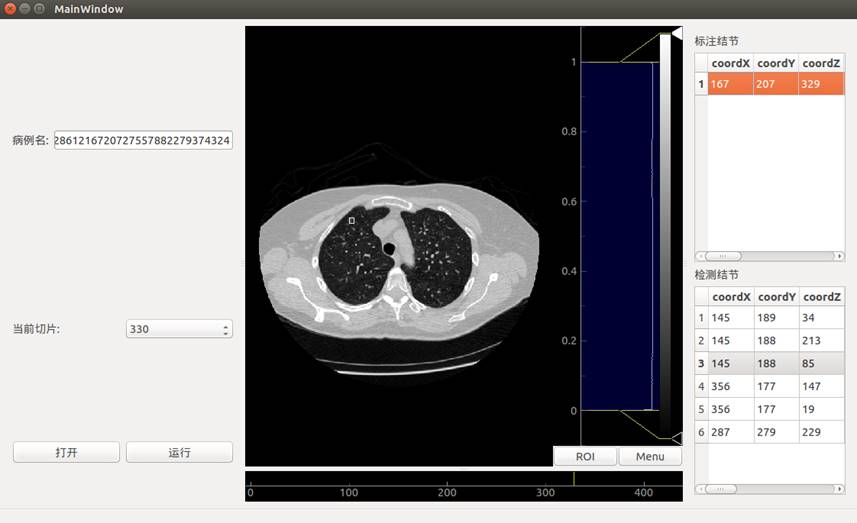 MainWindow
病例名: 286121672072755788227937​4324
当前切片: 330
打开 运行
1
0.8
0.6
0.4
0.2
0
ROI Menu
0 100 200 300 400
标注结节
coordX coordY coordZ
1 167 207 329
检测结节
coordX coordY coordZ
1 145 189 34
2 145 188 213
3 145 188 85
4 356 177 147
5 356 177 19
6 287 279 229